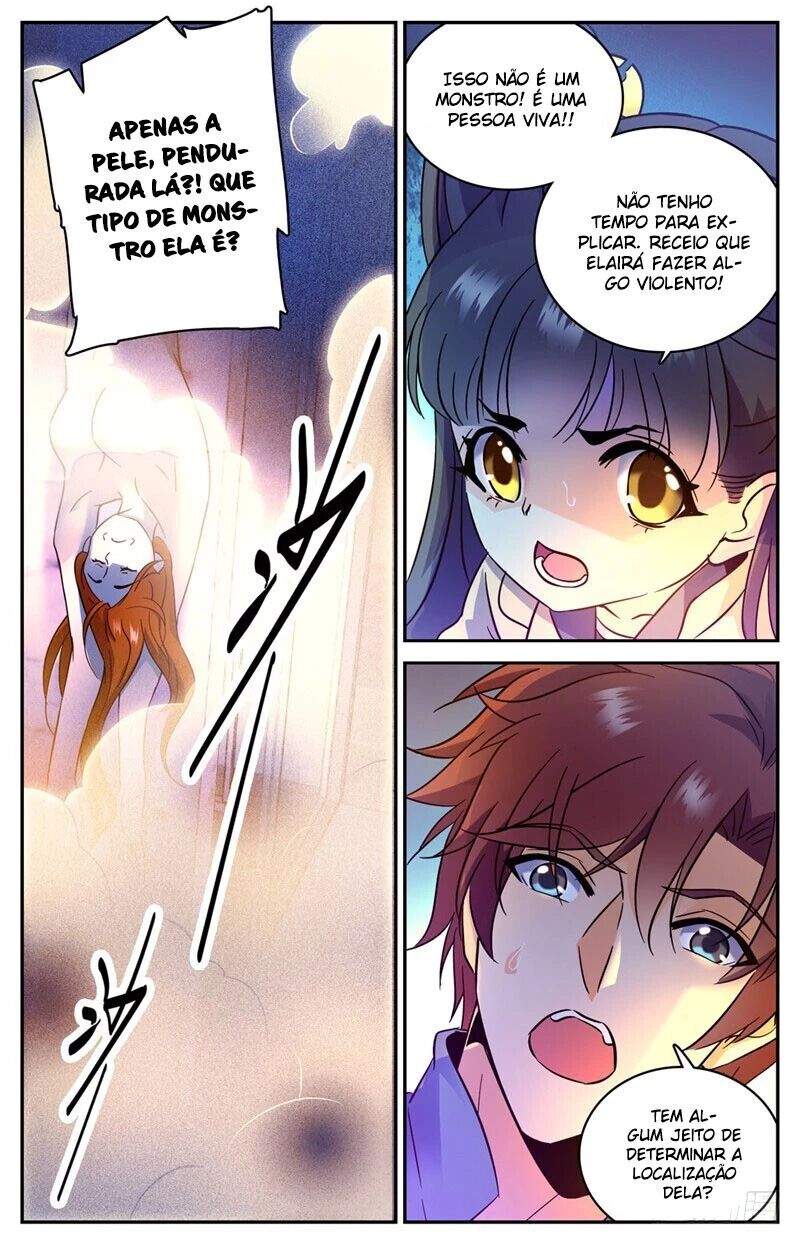 APENAS A
PELE, PENDU-
RADA LÁ?! QUE
TIPO DE MONS-
TRO ELA É?
ISSO NÃO É UM
MONSTRO! É UMA
PESSOA VIVA!!
NÃO TENHO
TEMPO PARA EX-
PLICAR. RECEIO QUE
ELAIRÁ FAZER AL-
GO VIOLENTO!
沙
沙
TEM AL-
GUM JEITO DE
DETERMINAR A
LOCALIZAÇÃO
DELA?